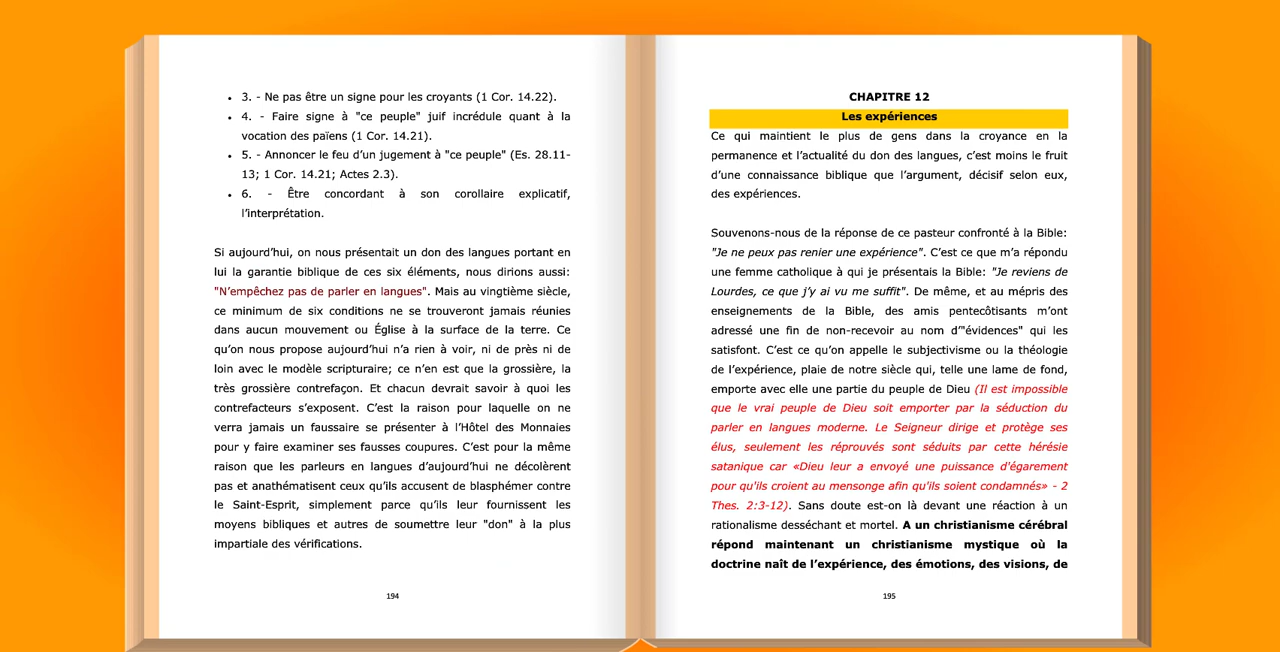 • 3. - Ne pas être un signe pour les croyants (1 Cor. 14.22).
• 4. - Faire signe à "ce peuple" juif incrédule quant à la
vocation des païens (1 Cor. 14.21).
• 5. - Annoncer le feu d'un jugement à "ce peuple" (Es. 28.11-
13; 1 Cor. 14.21; Actes 2.3).
• 6. - Être concordant à son corollaire explicatif,
l'interprétation.
Si aujourd'hui, on nous présentait un don des langues portant en
lui la garantie biblique de ces six éléments, nous dirions aussi:
"N'empêchez pas de parler en langues". Mais au vingtième siècle,
ce minimum de six conditions ne se trouveront jamais réunies
dans aucun mouvement ou Église à la surface de la terre. Ce
qu'on nous propose aujourd'hui n'a rien à voir, ni de près ni de
loin avec le modèle scripturaire; ce n'en est que la grossière, la
très grossière contrefaçon. Et chacun devrait savoir à quoi les
contrefacteurs s'exposent. C'est la raison pour laquelle on ne
verra jamais un faussaire se présenter à l'Hôtel des Monnaies
pour y faire examiner ses fausses coupures. C'est pour la même
raison que les parleurs en langues d'aujourd'hui ne décolèrent
pas et anathématisent ceux qu'ils accusent de blasphémer contre
le Saint-Esprit, simplement parce qu'ils leur fournissent les
moyens bibliques et autres de soumettre leur "don" à la plus
impartiale des vérifications.
194
CHAPITRE 12
Les expériences
Ce qui maintient le plus de gens dans la croyance en la
permanence et l'actualité du don des langues, c'est moins le fruit
d'une connaissance biblique que l'argument, décisif selon eux,
des expériences.
Souvenons-nous de la réponse de ce pasteur confronté à la Bible:
"Je ne peux pas renier une expérience". C'est ce que m'a répondu
une femme catholique à qui je présentais la Bible: "Je reviens de
Lourdes, ce que j'y ai vu me suffit". De même, et au mépris des
enseignements de la Bible, des amis pentecôtisants m'ont
adressé une fin de non-recevoir au nom d'"évidences" qui les
satisfont. C'est ce qu'on appelle le subjectivisme ou la théologie
de l'expérience, plaie de notre siècle qui, telle une lame de fond,
emporte avec elle une partie du peuple de Dieu (Il est impossible
que le vrai peuple de Dieu soit emporter par la séduction du
parler en langues moderne. Le Seigneur dirige et protège ses
élus, seulement les réprouvés sont séduits par cette hérésie
satanique car «Dieu leur a envoyé une puissance d'égarement
pour qu'ils croient au mensonge afin qu'ils soient condamnés» - 2
Thes. 2:3-12). Sans doute est-on là devant une réaction à un
rationalisme desséchant et mortel. A un christianisme cérébral
répond maintenant un christianisme mystique où la
doctrine naît de l'expérience, des émotions, des visions, de
195